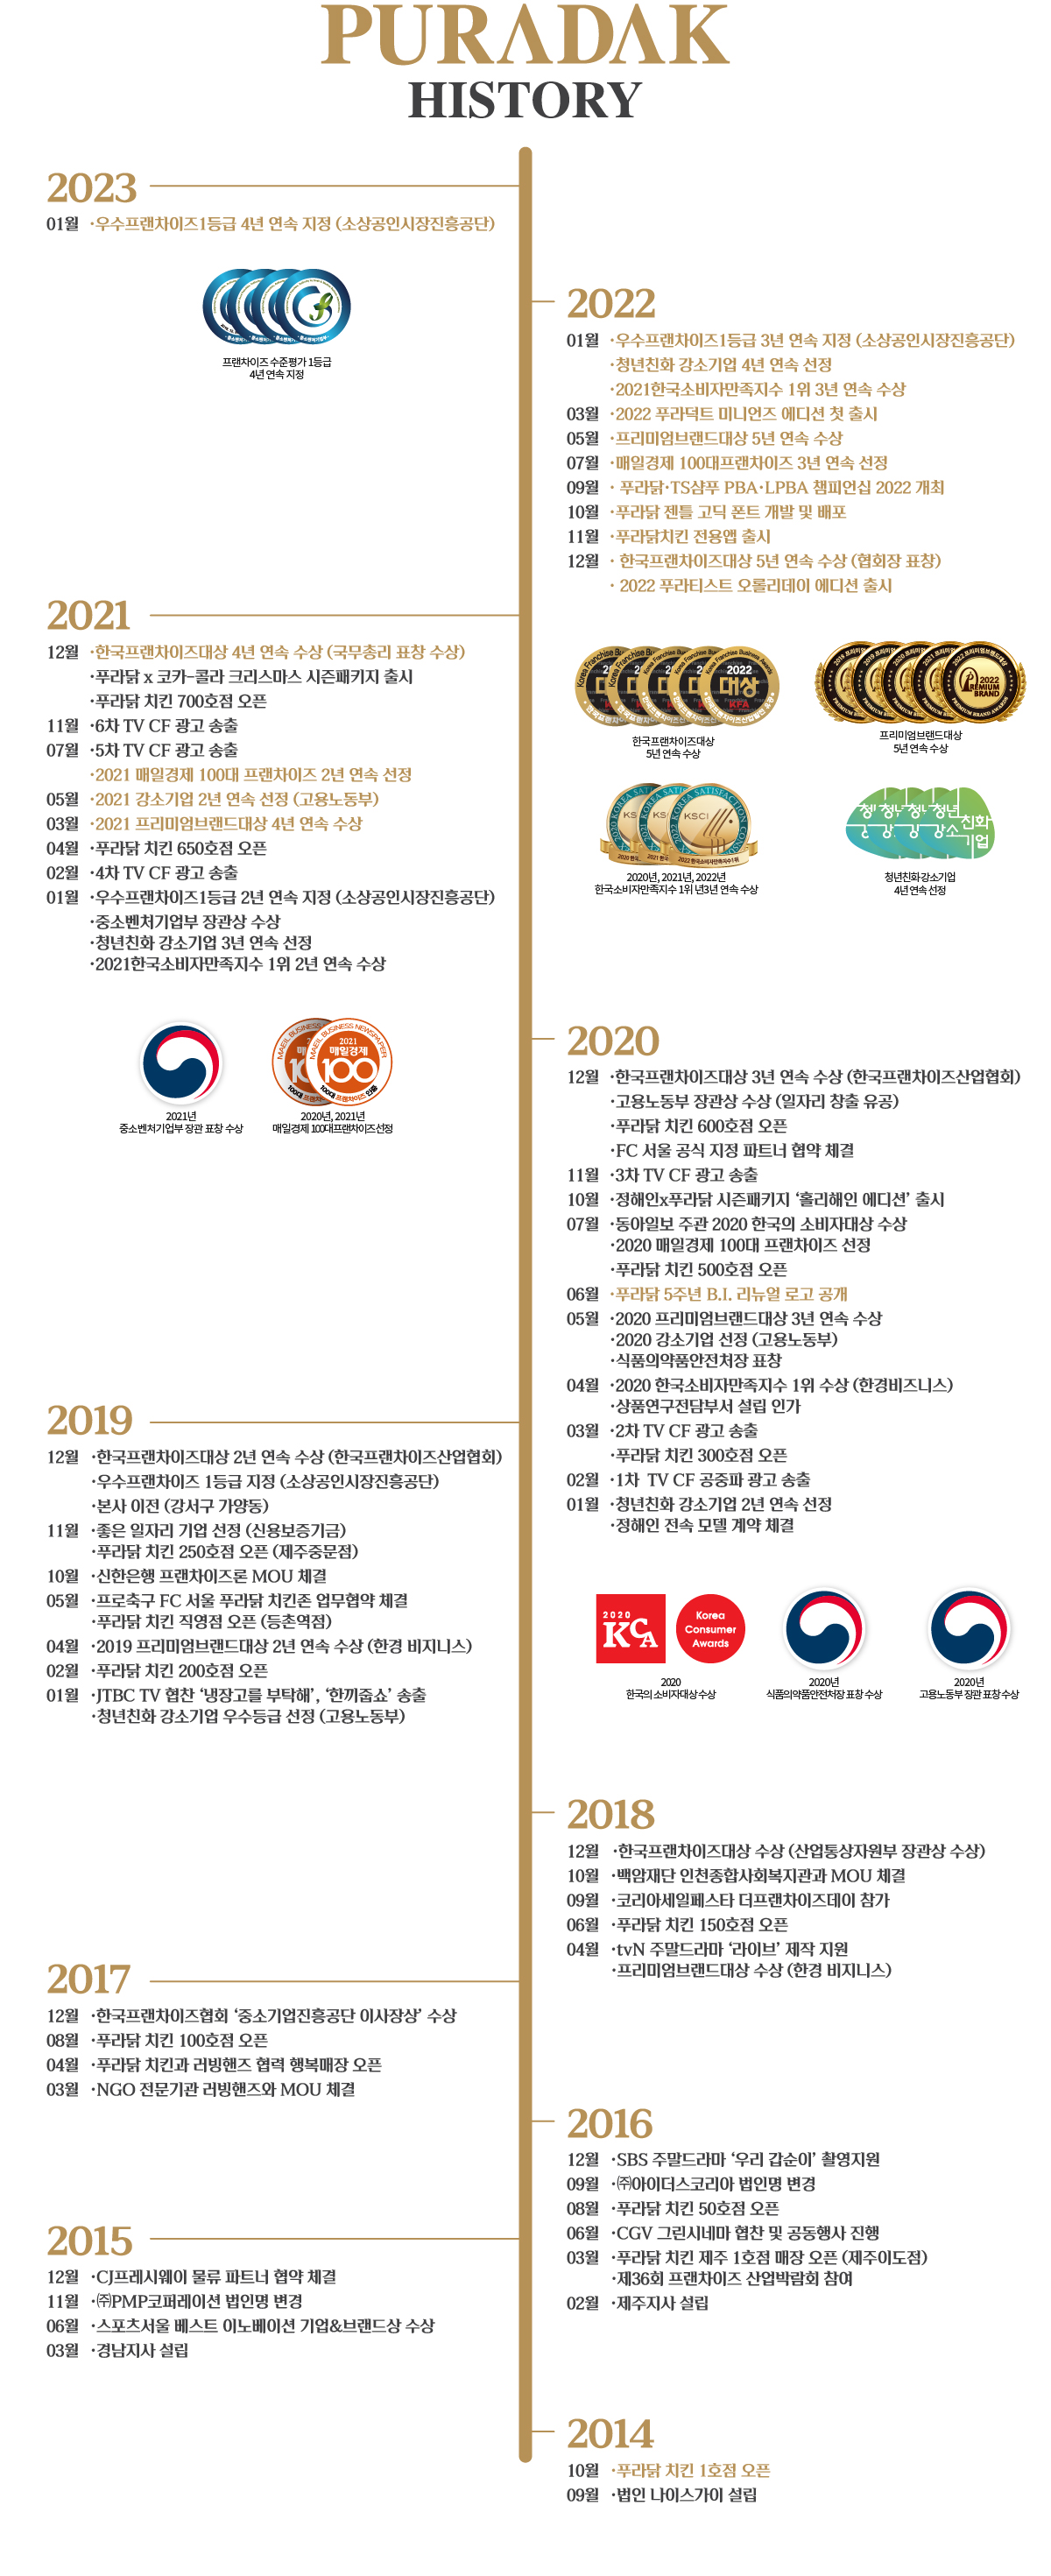 PURADAK
HISTORY
2023
01월 ·우수프랜차이즈1등급 4년 연속 지정 (소상공인시장진흥공단)
프랜차이즈 수준평가 1등급
4년 연속 지정
2022
01월 ·우수프랜차이즈1등급 3년 연속 지정 (소상공인시장진흥공단)
·청년친화 강소기업 4년 연속 선정
·2021한국소비자만족지수 1위 3년 연속 수상
03월 ·2022 푸라덕트 미니언즈 에디션 첫 출시
05월 ·프리미엄브랜드대상 5년 연속 수상
07월 ·매일경제 100대프랜차이즈 3년 연속 선정
09월 · 푸라닭·TS샴푸 PBA·LPBA 챔피언십 2022 개최
10월 ·푸라닭 젠틀 고딕 폰트 개발 및 배포
11월 ·푸라닭치킨 전용앱 출시
12월 · 한국프랜차이즈대상 5년 연속 수상 (협회장 표창)
· 2022 푸라티스트 오롤리데이 에디션 출시
2022
대상
KFA
한국프랜차이즈대상
5년 연속 수상
2022
PREMIUM
BRAND
프리미엄브랜드대상
5년 연속 수상
KSCI
2020년, 2021년, 2022년
한국소비자만족지수 1위 년3년 연속 수상
청년친화
강소기업
청년친화강소기업
4년 연속 선정
2021
12월 ·한국프랜차이즈대상 4년 연속 수상 (국무총리 표창 수상)
·푸라닭 x 코카-콜라 크리스마스 시즌패키지 출시
·푸라닭 치킨 700호점 오픈
11월 ·6차 TV CF 광고 송출
07월 ·5차 TV CF 광고 송출
·2021 매일경제 100대 프랜차이즈 2년 연속 선정
05월 ·2021 강소기업 2년 연속 선정 (고용노동부)
03월 ·2021 프리미엄브랜드대상 4년 연속 수상
04월 ·푸라닭 치킨 650호점 오픈
02월 ·4차 TV CF 광고 송출
01월 ·우수프랜차이즈1등급 2년 연속 지정 (소상공인시장진흥공단)
·중소벤처기업부 장관상 수상
·청년친화 강소기업 3년 연속 선정
·2021한국소비자만족지수 1위 2년 연속 수상
2021년
중소벤처기업부 장관 표창 수상
MAEIL BUSINESS NEWSPAPER
2021
매일경제
100
100대 프랜차이즈 인증
2020년, 2021년
매일경제 100대프랜차이즈선정
2020
12월 ·한국프랜차이즈대상 3년 연속 수상 (한국프랜차이즈산업협회)
·고용노동부 장관상 수상 (일자리 창출 유공)
·푸라닭 치킨 600호점 오픈
·FC 서울 공식 지정 파트너 협약 체결
11월 ·3차 TV CF 광고 송출
10월 ·정해인x푸라닭 시즌패키지 ‘홀리해인 에디션’ 출시
07월 ·동아일보 주관 2020 한국의 소비자대상 수상
·2020 매일경제 100대 프랜차이즈 선정
·푸라닭 치킨 500호점 오픈
06월 ·푸라닭 5주년 B.I. 리뉴얼 로고 공개
05월 ·2020 프리미엄브랜드대상 3년 연속 수상
·2020 강소기업 선정 (고용노동부)
·식품의약품안전처장 표창
04월 ·2020 한국소비자만족지수 1위 수상 (한경비즈니스)
·상품연구전담부서 설립 인가
03월 ·2차 TV CF 광고 송출
·푸라닭 치킨 300호점 오픈
02월 ·1차 TV CF 공중파 광고 송출
01월 ·청년친화 강소기업 2년 연속 선정
·정해인 전속 모델 계약 체결
2020
KCA
Korea
Consumer
Awards
2020
한국의 소비자대상 수상
2020년
식품의약품안전처장 표창 수상
2020년
고용노동부 장관 표창수상
2019
12월 ·한국프랜차이즈대상 2년 연속 수상 (한국프랜차이즈산업협회)
·우수프랜차이즈 1등급 지정 (소상공인시장진흥공단)
·본사 이전 (강서구 가양동)
11월 ·좋은 일자리 기업 선정 (신용보증기금)
·푸라닭 치킨 250호점 오픈 (제주중문점)
10월 ·신한은행 프랜차이즈론 MOU 체결
05월 ·프로축구 FC 서울 푸라닭 치킨존 업무협약 체결
·푸라닭 치킨 직영점 오픈 (등촌역점)
04월 ·2019 프리미엄브랜드대상 2년 연속 수상 (한경 비지니스)
02월 ·푸라닭 치킨 200호점 오픈
01월 ·JTBC TV 협찬 ‘냉장고를 부탁해’, ‘한끼줍쇼’ 송출
·청년친화 강소기업 우수등급 선정 (고용노동부)
2018
12월 ·한국프랜차이즈대상 수상 (산업통상자원부 장관상 수상)
10월 ·백암재단 인천종합사회복지관과 MOU 체결
09월 ·코리아세일페스타 더프랜차이즈데이 참가
06월 ·푸라닭 치킨 150호점 오픈
04월 ·tvN 주말드라마 ‘라이브’ 제작 지원
·프리미엄브랜드대상 수상 (한경 비지니스)
2017
12월 ·한국프랜차이즈협회 ‘중소기업진흥공단 이사장상’ 수상
08월 ·푸라닭 치킨 100호점 오픈
04월 ·푸라닭 치킨과 러빙핸즈 협력 행복매장 오픈
03월 ·NGO 전문기관 러빙핸즈와 MOU 체결
2016
12월 ·SBS 주말드라마 ‘우리 갑순이’ 촬영지원
09월 ·㈜아이더스코리아 법인명 변경
08월 ·푸라닭 치킨 50호점 오픈
06월 ·CGV 그린시네마 협찬 및 공동행사 진행
03월 ·푸라닭 치킨 제주 1호점 매장 오픈 (제주이도점)
·제36회 프랜차이즈 산업박람회 참여
02월 ·제주지사 설립
2015
12월 ·CJ프레시웨이 물류 파트너 협약 체결
11월 ·㈜PMP코퍼레이션 법인명 변경
06월 ·스포츠서울 베스트 이노베이션 기업&브랜드상 수상
03월 ·경남지사 설립
2014
10월 ·푸라닭 치킨 1호점 오픈
09월 ·법인 나이스가이 설립